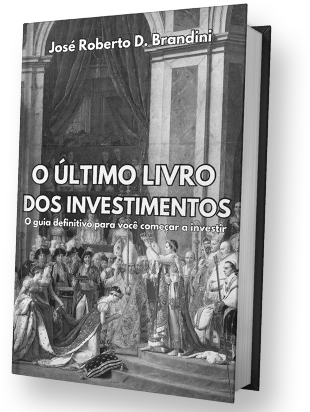 José Roberto D. Brandini
O ÚLTIMO LIVRO
DOS INVESTIMENTOS
O guia definitivo para você começar a investir